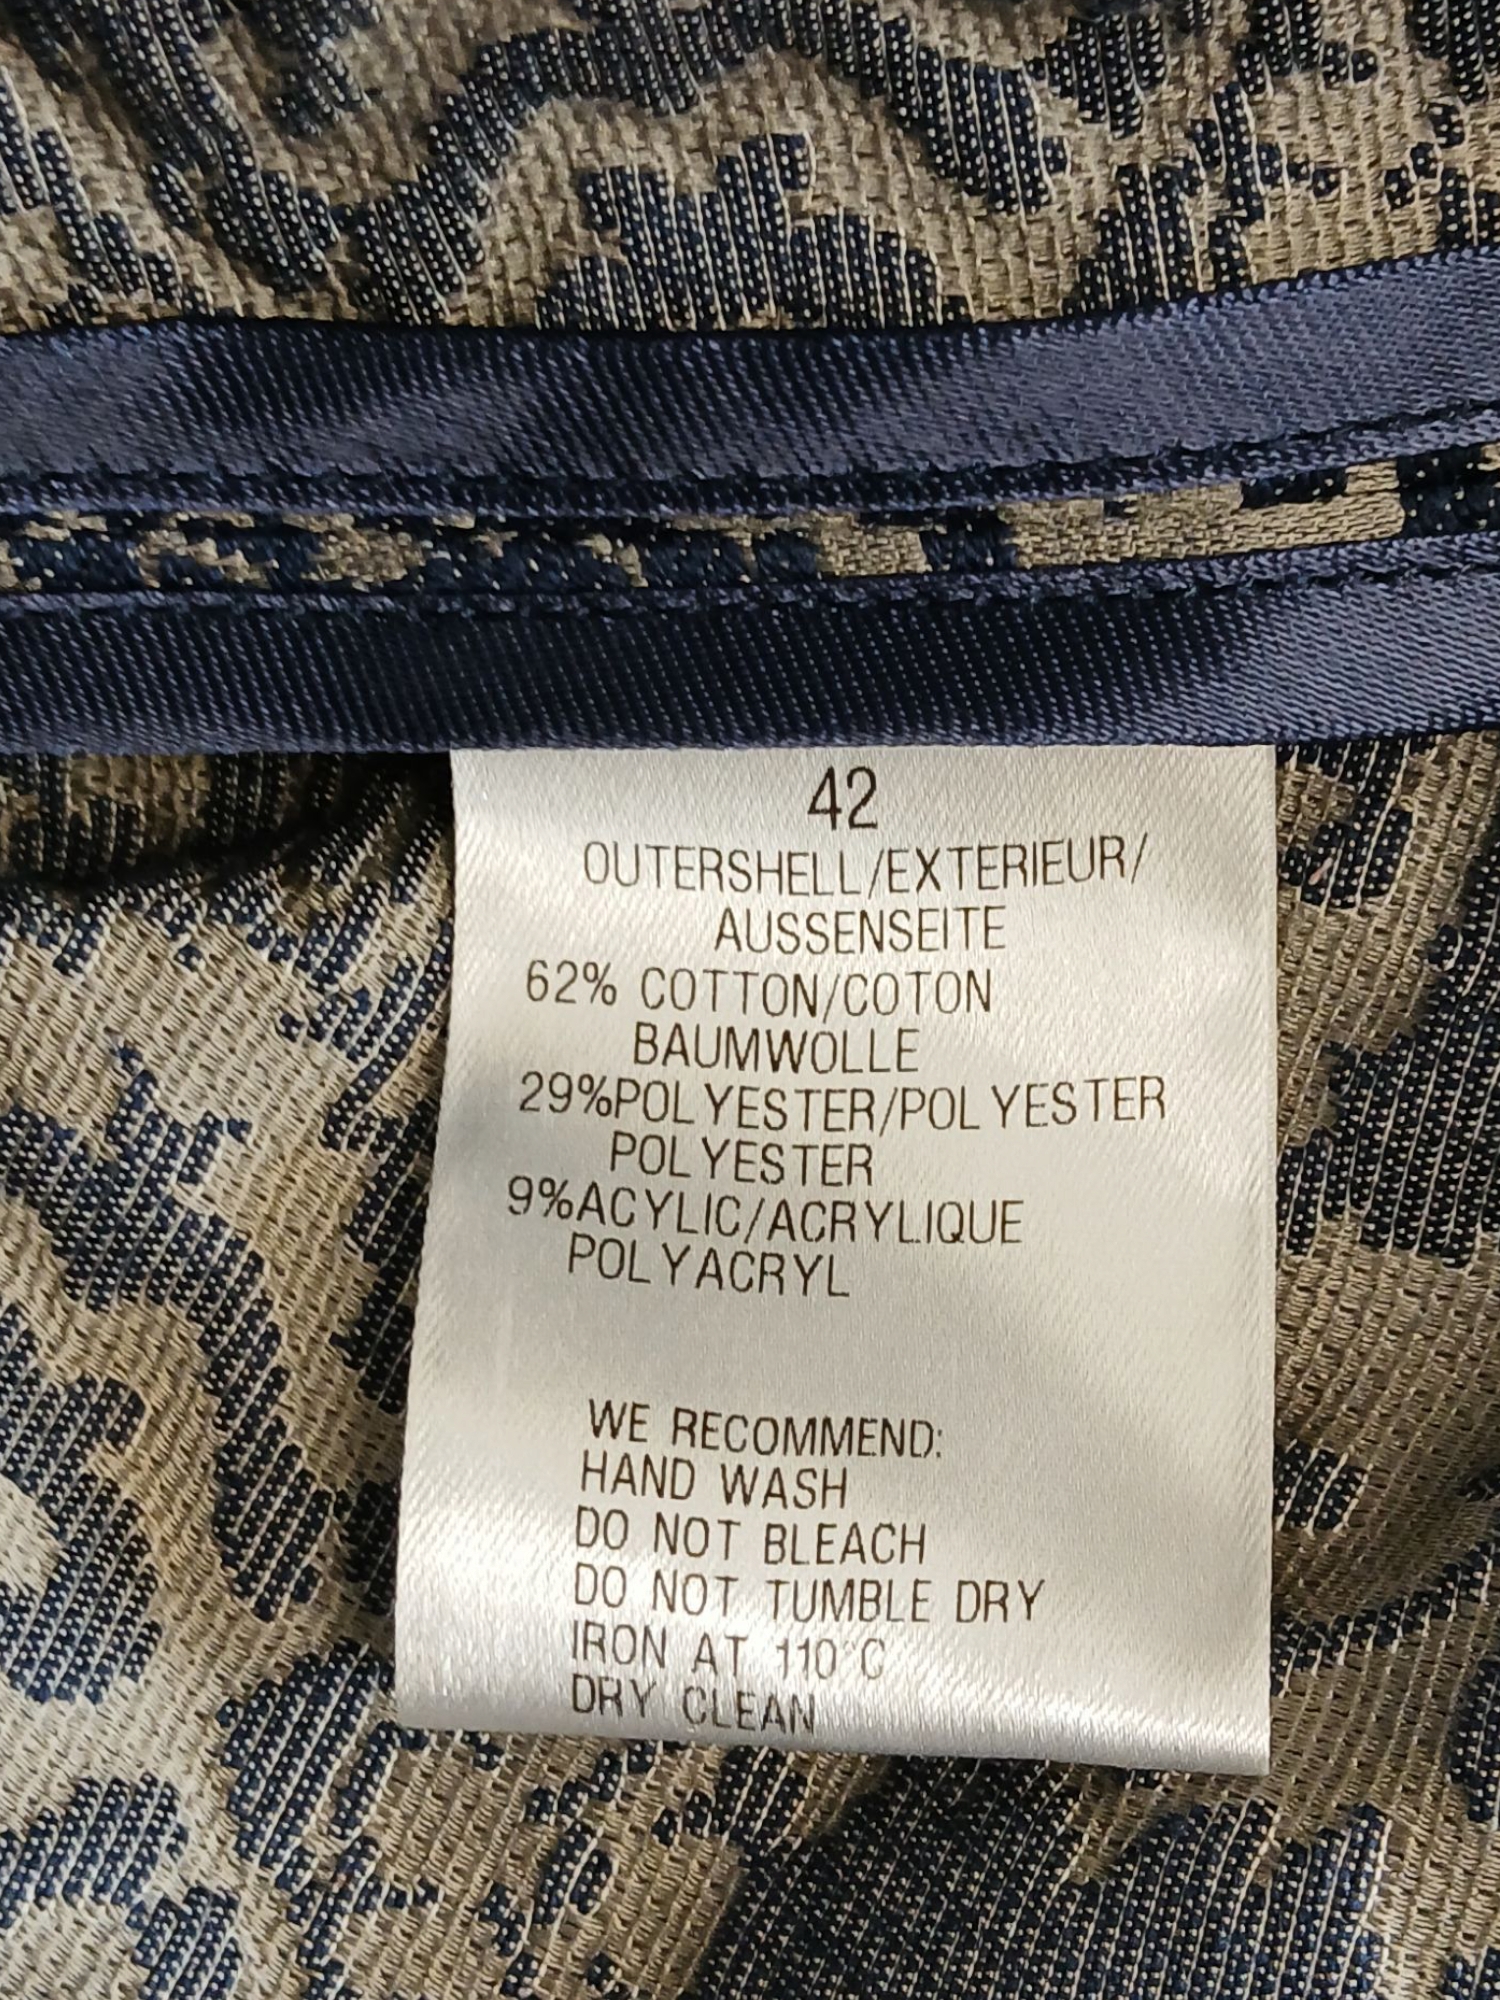 42
OUTERSHELL/EXTERIEUR/
AUSSENSEITE
62% COTTON/COTON
BAUMWOLLE
29%POLYESTER/POLYESTER
POLYESTER
9%ACYLIC/ACRYLIQUE
POLYACRYL
WE RECOMMEND:
HAND WASH
DO NOT BLEACH
DO NOT TUMBLE DRY
IRON AT 110°C
DRY CLEAN